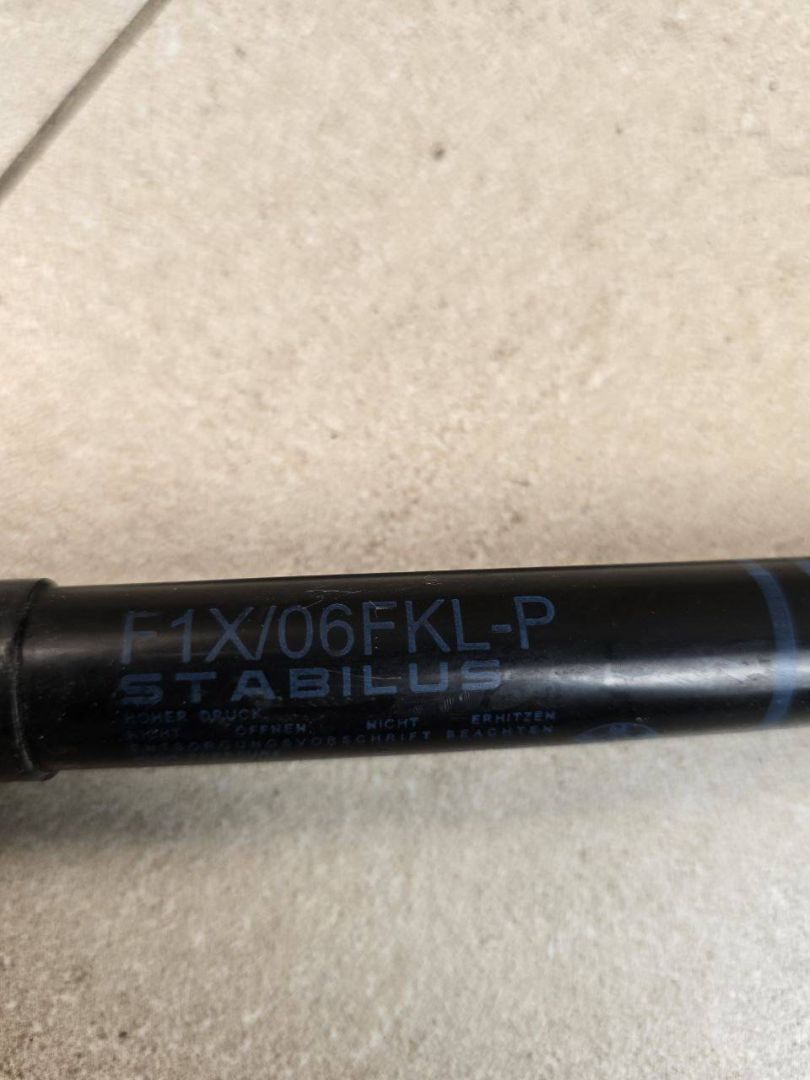 F1X/06FKL-P
STABILUS
HOHER DRUCK
NICHT ÖFFNEN NICHT ERHITZEN
ENTSORGUNGSVORSCHRIFT BEACHTEN